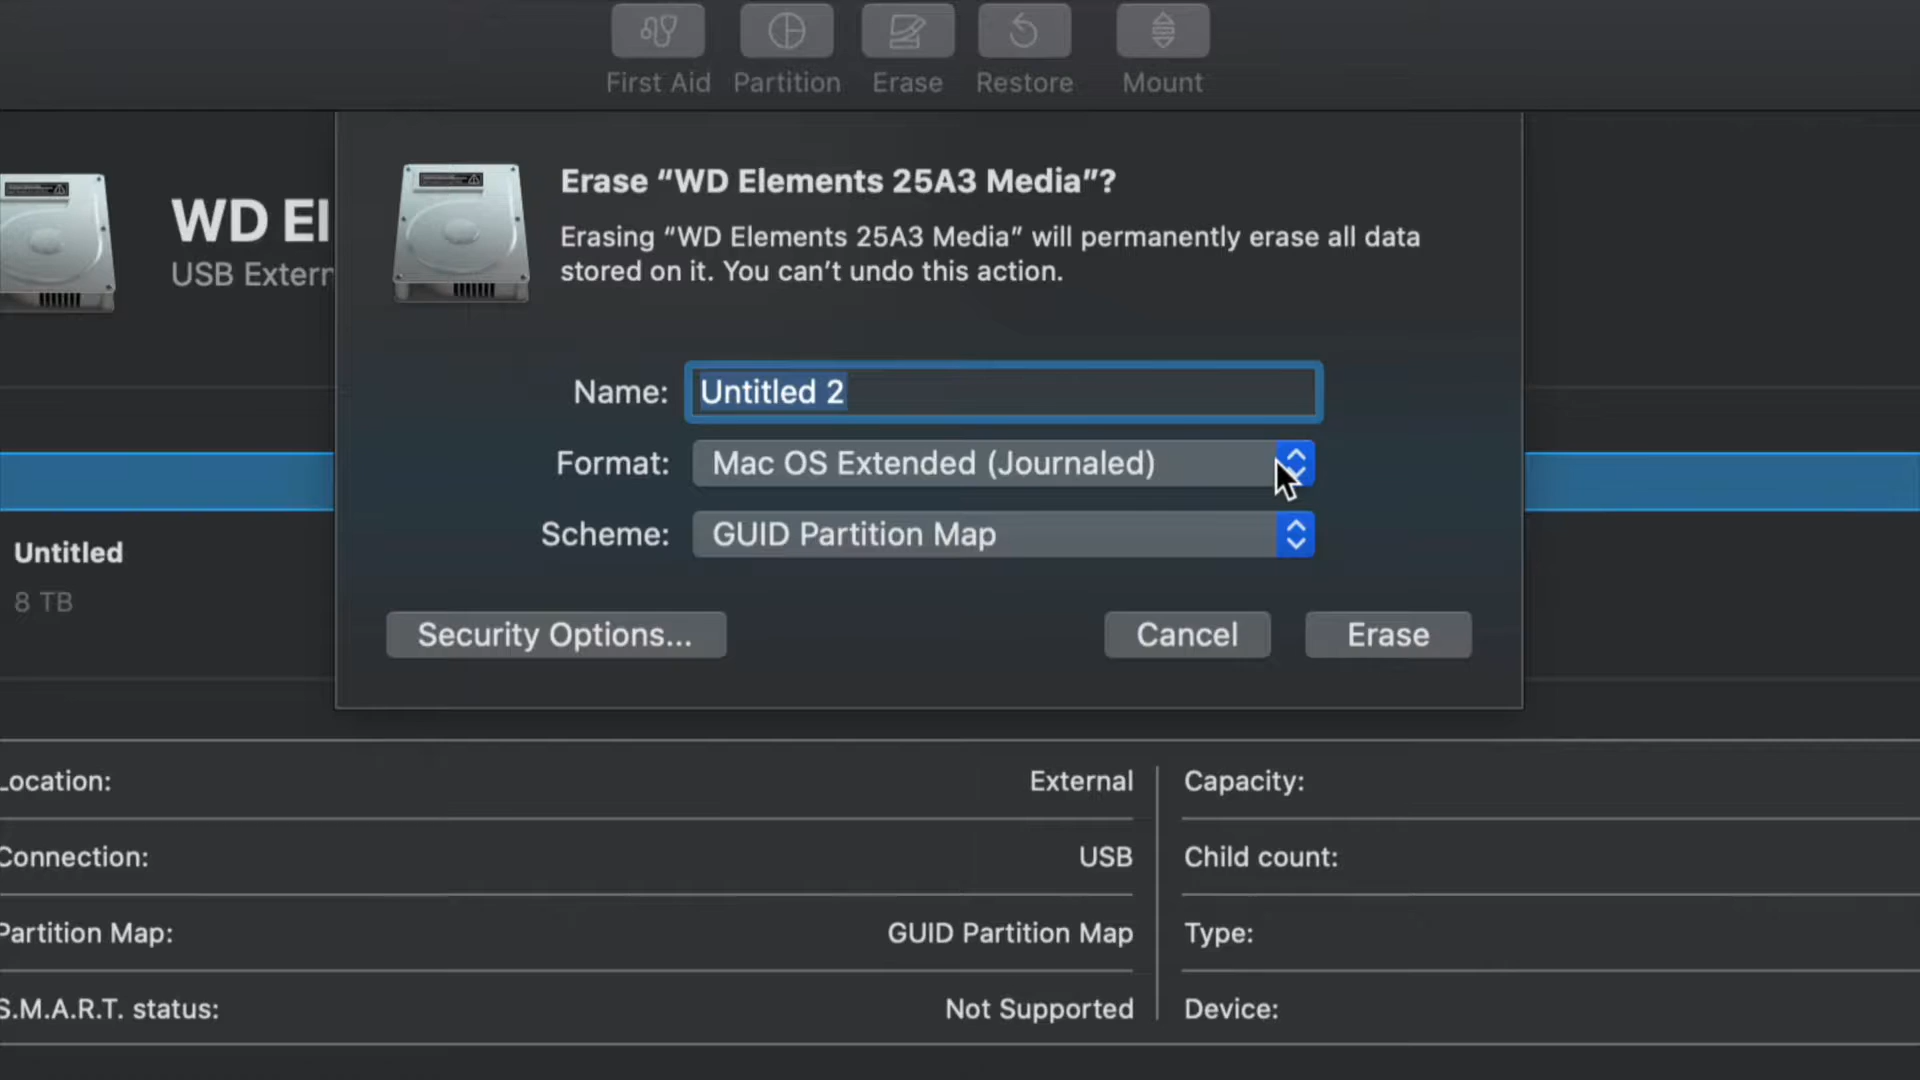 First Aid
Partition
Erase
Restore
Mount
WD El
USB Extern
Erase “WD Elements 25A3 Media”?
Erasing “WD Elements 25A3 Media” will permanently erase all data
stored on it. You can’t undo this action.
Name: Untitled 2
Format: Mac OS Extended (Journaled)
Scheme: GUID Partition Map
Untitled
8 TB
Security Options...
Cancel
Erase
Location: External
Capacity:
Connection: USB
Child count:
Partition Map: GUID Partition Map
Type:
S.M.A.R.T. status: Not Supported
Device: